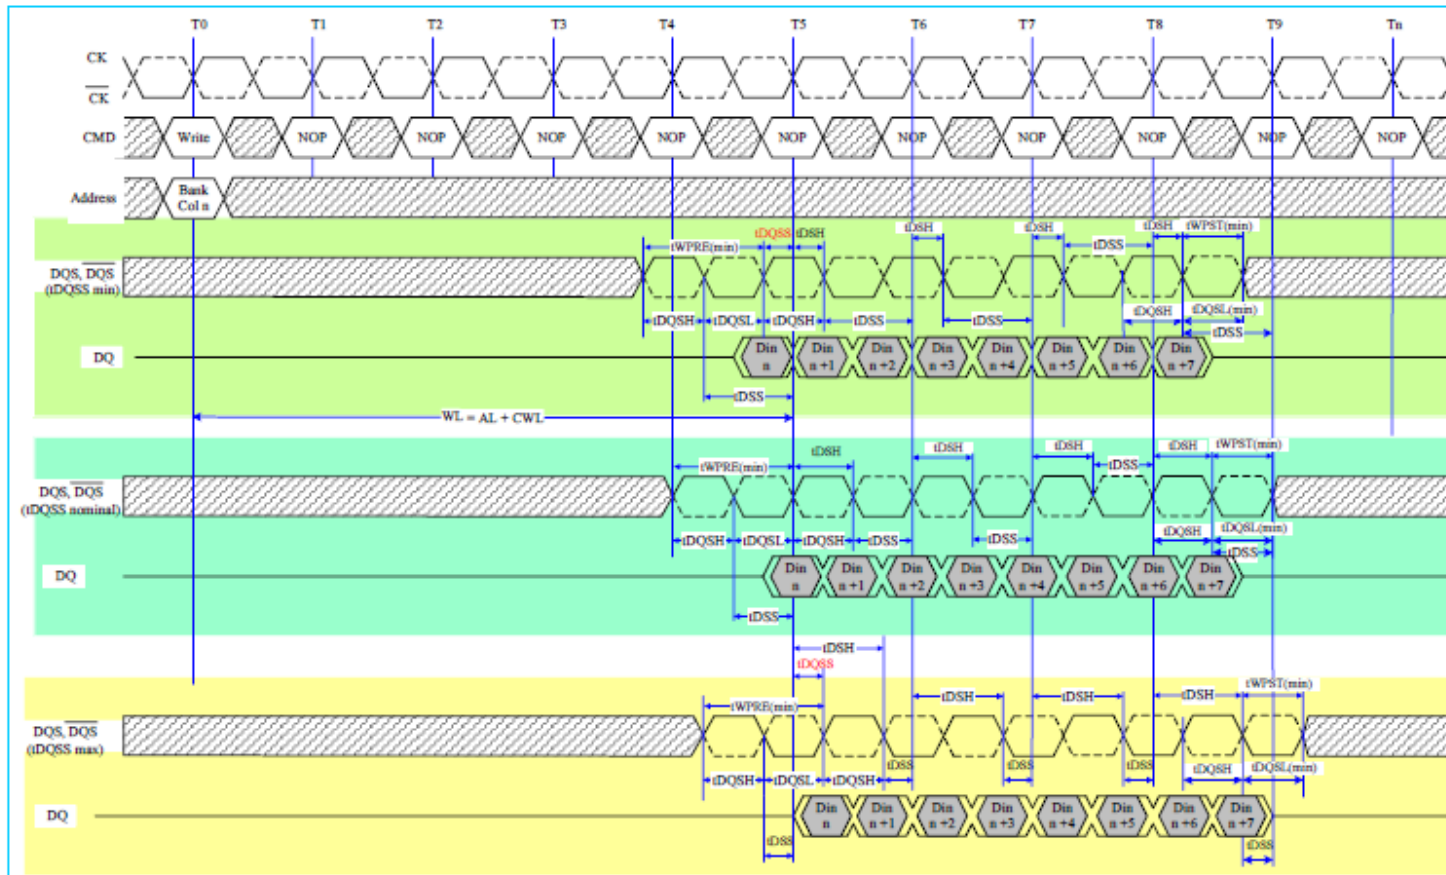 T0 T1 T2 T3 T4 T5 T6 T7 T8 T9 Tn
CK
CK
CMD Write NOP NOP NOP NOP NOP NOP NOP NOP NOP NOP
Address Bank
Col n
tDQSS tDSH tDSH tDSH tDSH tWPST(min)
tWPRE(min) tDSS
DQS, DQS
(tDQSS min)
tDQSH tDQSL tDQSH tDSS tDSS tDQSH tDQSL(min)
tDSS
DQ Din Din Din Din Din Din Din Din
n n +1 n +2 n +3 n +4 n +5 n +6 n +7
tDSS
WL = AL + CWL
tDSH tDSH tDSH tDSH tWPST(min)
tWPRE(min) tDSS
DQS, DQS
(tDQSS nominal)
tDQSH tDQSL tDQSH tDSS tDSS tDQSH tDQSL(min)
tDSS
DQ Din Din Din Din Din Din Din Din
n n +1 n +2 n +3 n +4 n +5 n +6 n +7
tDSS
tDSH
tDQSS
tWPRE(min) tDSH tDSH tDSH tWPST(min)
DQS, DQS
(tDQSS max)
tDSS tDSS tDSS
tDQSH tDQSL tDQSH tDQSH tDQSL(min)
DQ Din Din Din Din Din Din Din Din
n n +1 n +2 n +3 n +4 n +5 n +6 n +7
tDSS tDSS